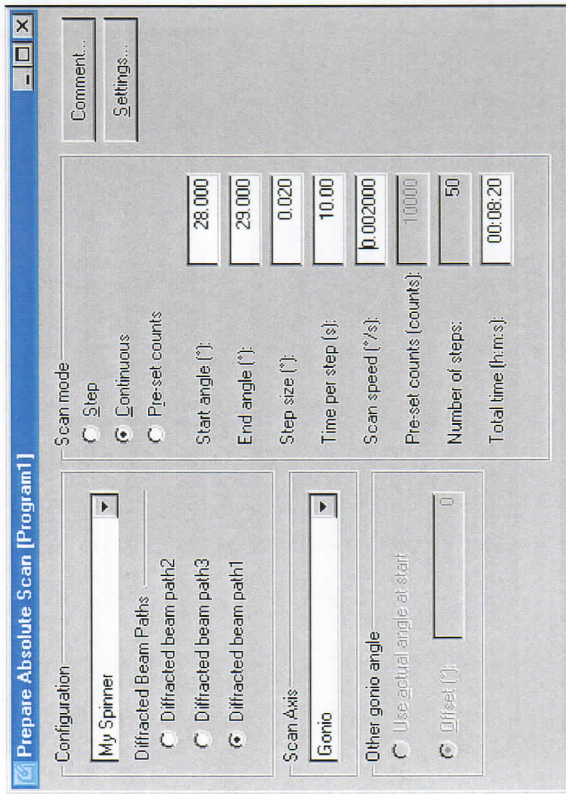 Prepare Absolute Scan [Program1]
Configuration
My Spinner
Diffracted Beam Paths
Diffracted beam path2
Diffracted beam path3
Diffracted beam path1
Scan Axis
Gonio
Other gonio angle
Use actual angle at start
Offset (°): 0
Scan mode
Step
Continuous
Pre-set counts
Start angle (°): 28.000
End angle (°): 29.000
Step size (°): 0.020
Time per step (s): 10.00
Scan speed (°/s): 0.002000
Pre-set counts (counts): 10000
Number of steps: 50
Total time (h:m:s): 00:08:20
Comment...
Settings...